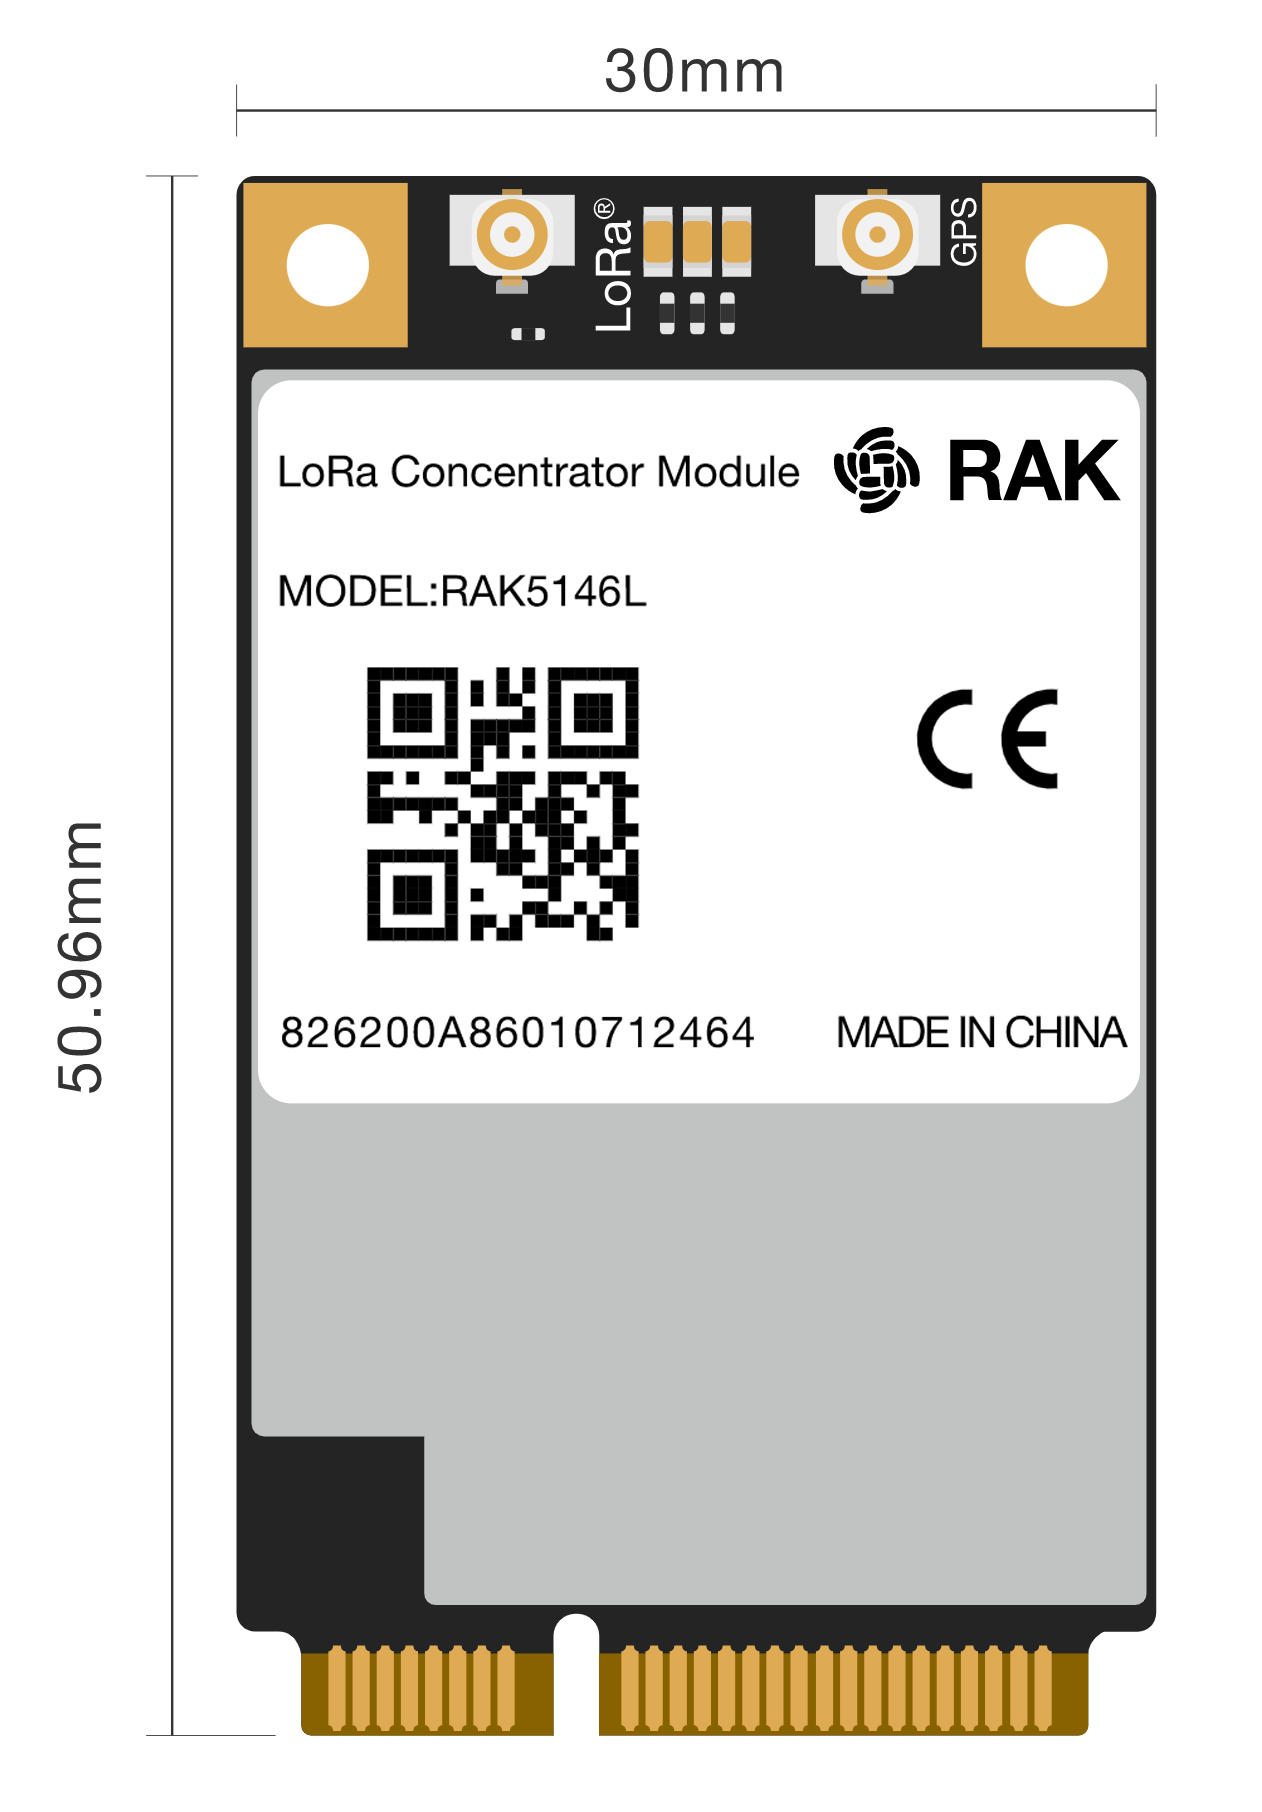 30mm
50.96mm
LoRa®
GPS
LoRa Concentrator Module
RAK
MODEL:RAK5146L
CE
826200A86010712464
MADE IN CHINA